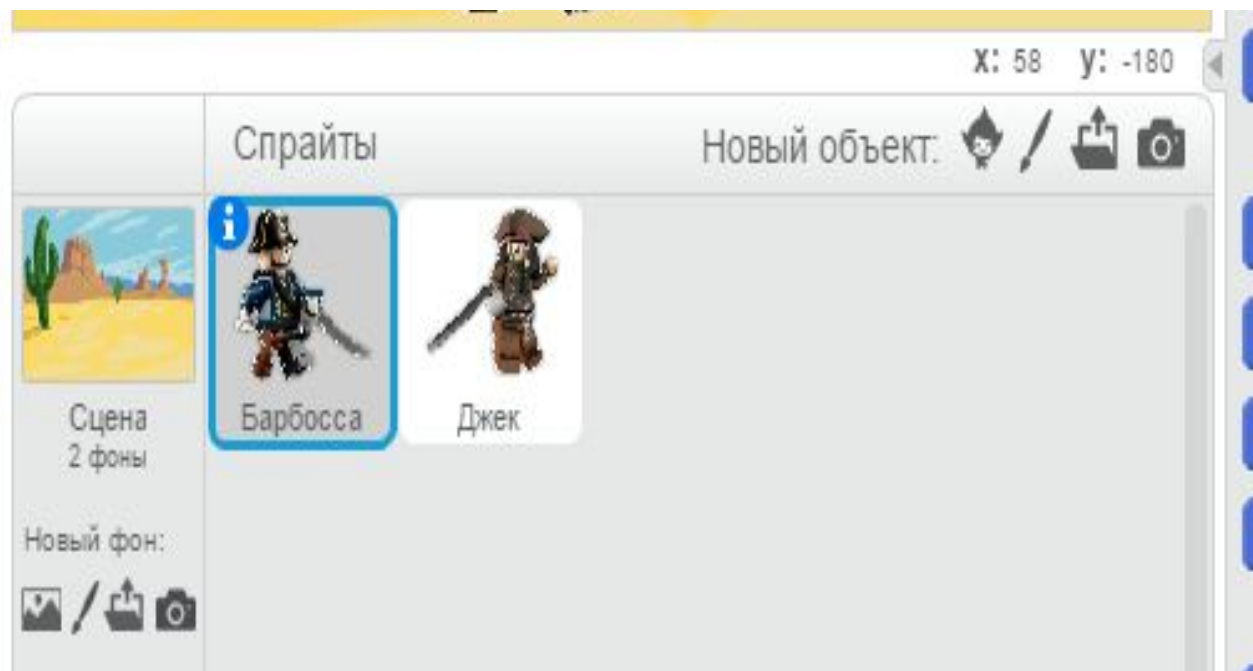 x: 58 y: -180
Спрайты
Новый объект:
Барбосса
Джек
Сцена
2 фоны
Новый фон: